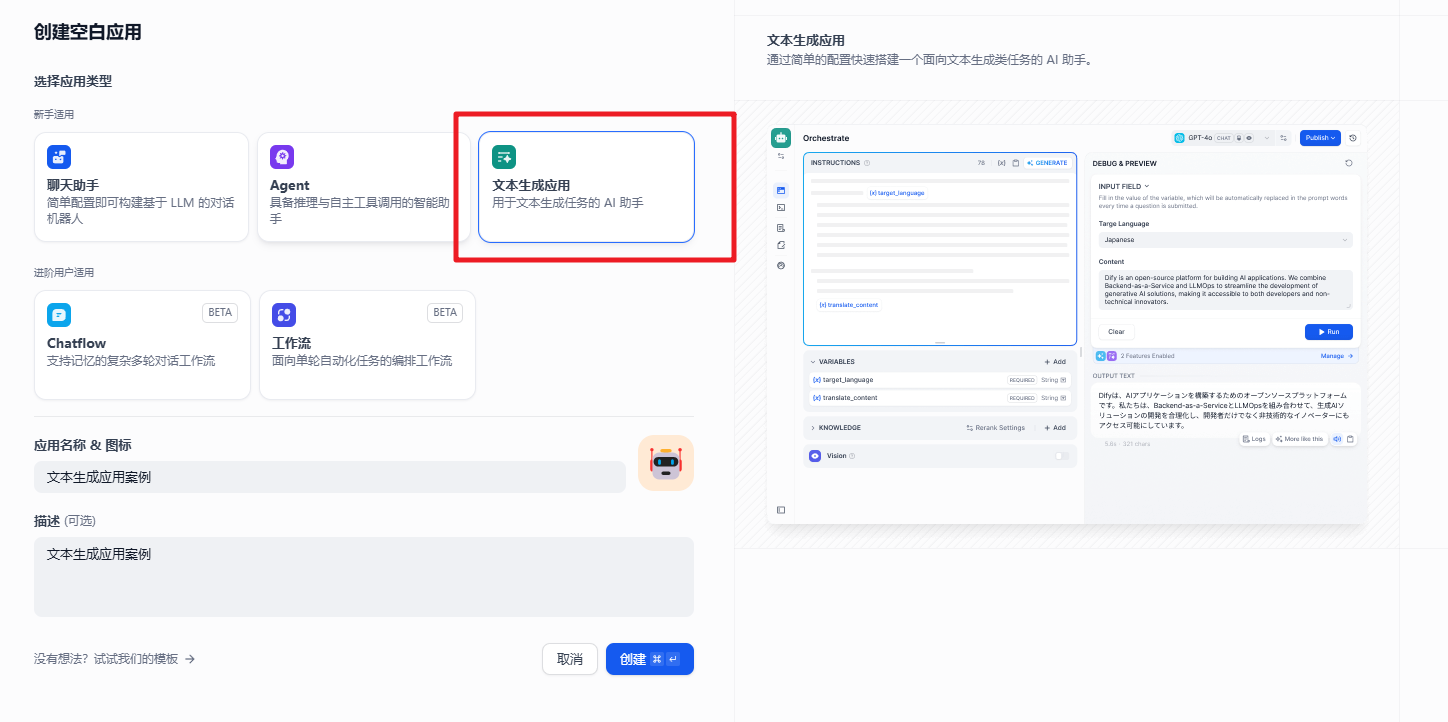 创建空白应用
选择应用类型
新手适用
聊天助手
简单配置即可构建基于 LLM 的对话
机器人
Agent
具备推理与自主工具调用的智能助
手
文本生成应用
用于文本生成任务的 AI 助手
进阶用户适用
Chatflow
BETA
支持记忆的复杂多轮对话工作流
工作流
BETA
面向单轮自动化任务的编排工作流
应用名称 & 图标
文本生成应用案例
描述 (可选)
文本生成应用案例
没有想法? 试试我们的模板 →
取消
创建 ⌘ ↵
文本生成应用
通过简单的配置快速搭建一个面向文本生成类任务的 AI 助手。
Orchestrate
GPT-4o CHAT
Publish
INSTRUCTIONS
78 {x} GENERATE
{x} target_language
{x} translate_content
VARIABLES
+ Add
{x} target_language REQUIRED String
{x} translate_content REQUIRED String
KNOWLEDGE
Rerank Settings + Add
Vision
DEBUG & PREVIEW
INPUT FIELD
Fill in the value of the variable, which will be automatically replaced in the prompt words
every time a question is submitted.
Targe Language
Japanese
Content
Dify is an open-source platform for building AI applications. We combine
Backend-as-a-Service and LLMOps to streamline the development of
generative AI solutions, making it accessible to both developers and non-
technical innovators.
Clear
Run
2 Features Enabled
Manage →
OUTPUT TEXT
Difyは、AIアプリケーションを構築するためのオープンソースプラットフォーム
です。私たちは、Backend-as-a-ServiceとLLMOpsを組み合わせて、生成AIソ
リューションの開発を合理化し、開発者だけでなく非技術的なイノベーターにも
アクセス可能にしています。
5.6s · 321 chars
Logs
More like this